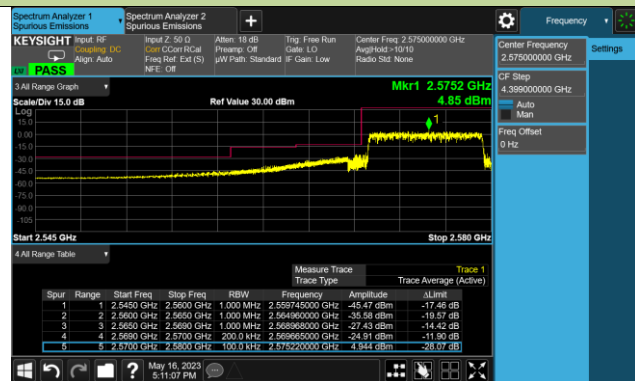 Spectrum Analyzer 1
Spurious Emissions
Spectrum Analyzer 2
Spurious Emissions
+
Frequency
KEYSIGHT
Input: RF
Coupling: DC
Align: Auto
Input Z: 50 Ω
Corr CCorr RCal
Freq Ref: Ext (S)
NFE: Off
Atten: 18 dB
Preamp: Off
µW Path: Standard
Trig: Free Run
Gate: LO
IF Gain: Low
Center Freq: 2.575000000 GHz
Avg|Hold:>10/10
Radio Std: None
PASS
Center Frequency
2.575000000 GHz
Settings
CF Step
4.399000000 GHz
Auto
Man
Freq Offset
0 Hz
3 All Range Graph
Mkr1 2.5752 GHz
Scale/Div 15.0 dB
Ref Value 30.00 dBm
4.85 dBm
Log
15.0
0.00
-15.0
-30.0
-45.0
-60.0
-75.0
-90.0
-105
1
Start 2.545 GHz
Stop 2.580 GHz
4 All Range Table
Measure Trace Trace 1
Trace Type Trace Average (Active)
Spur Range Start Freq Stop Freq RBW Frequency Amplitude ΔLimit
1 1 2.5450 GHz 2.5600 GHz 1.000 MHz 2.559745000 GHz -45.47 dBm -17.46 dB
2 2 2.5600 GHz 2.5650 GHz 1.000 MHz 2.564960000 GHz -35.58 dBm -19.57 dB
3 3 2.5650 GHz 2.5690 GHz 1.000 MHz 2.568968000 GHz -27.43 dBm -14.42 dB
4 4 2.5690 GHz 2.5700 GHz 200.0 kHz 2.569665000 GHz -24.91 dBm -11.90 dB
5 5 2.5700 GHz 2.5800 GHz 100.0 kHz 2.575220000 GHz 4.944 dBm -28.07 dB
?
May 16, 2023
5:11:07 PM